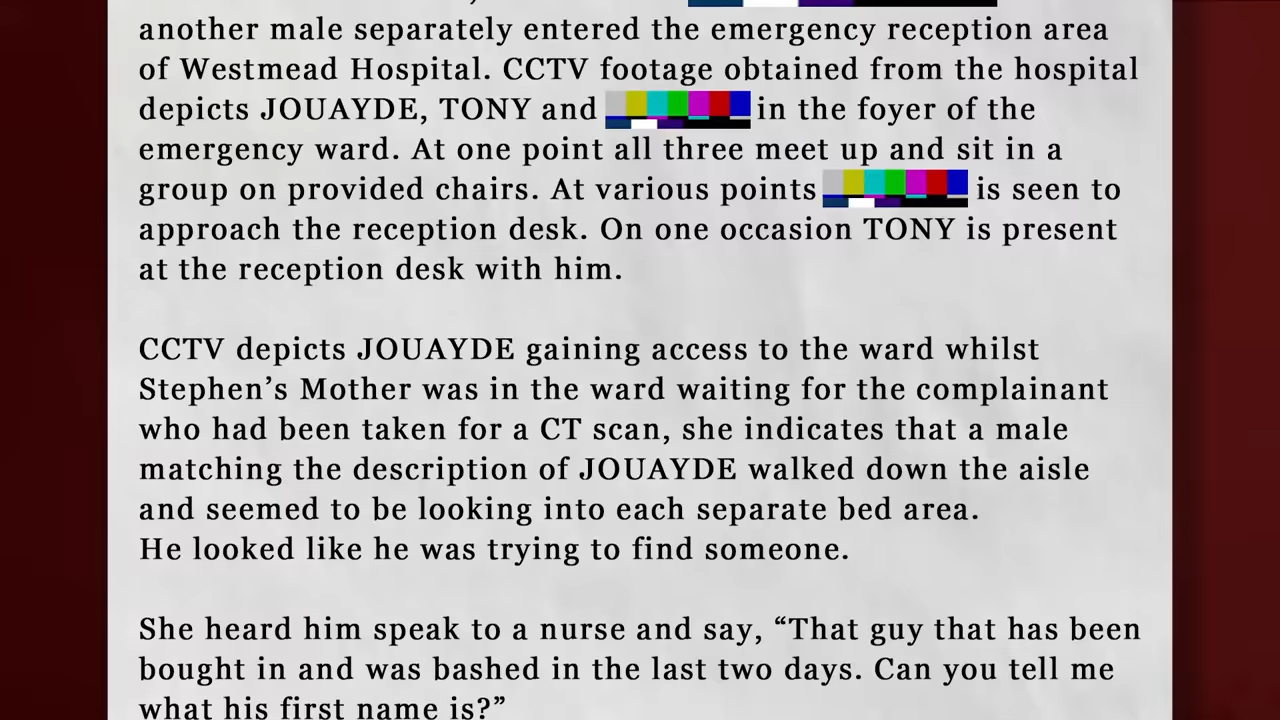 another male separately entered the emergency reception area
of Westmead Hospital. CCTV footage obtained from the hospital
depicts JOUAYDE, TONY and in the foyer of the
emergency ward. At one point all three meet up and sit in a
group on provided chairs. At various points is seen to
approach the reception desk. On one occasion TONY is present
at the reception desk with him.
CCTV depicts JOUAYDE gaining access to the ward whilst
Stephen’s Mother was in the ward waiting for the complainant
who had been taken for a CT scan, she indicates that a male
matching the description of JOUAYDE walked down the aisle
and seemed to be looking into each separate bed area.
He looked like he was trying to find someone.
She heard him speak to a nurse and say, “That guy that has been
bought in and was bashed in the last two days. Can you tell me
what his first name is?”